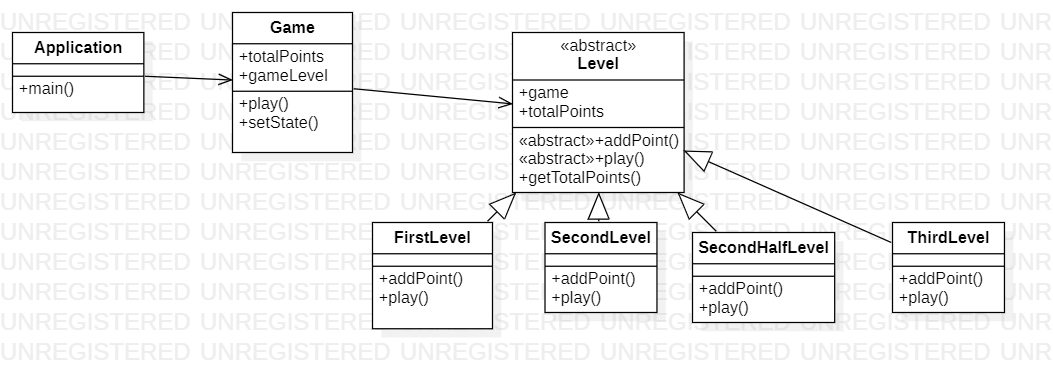 Application
+main()
Game
+totalPoints
+gameLevel
+play()
+setState()
«abstract»
Level
+game
+totalPoints
«abstract»+addPoint()
«abstract»+play()
+getTotalPoints()
FirstLevel
+addPoint()
+play()
SecondLevel
+addPoint()
+play()
SecondHalfLevel
+addPoint()
+play()
ThirdLevel
+addPoint()
+play()
UNREGISTERED UNREGISTERED UNREGISTERED UNREGISTERED UNREGISTERED UNR